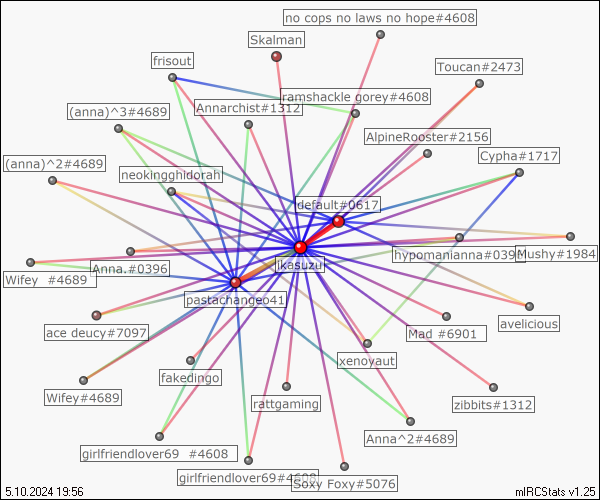 no cops no laws no hope#4608
Skalman
frisout
Toucan#2473
ramshackle gorey#4608
(anna)^3#4689
Annarchist#1312
AlpineRooster#2156
(anna)^2#4689
Cypha#1717
neokingghidorah
default#0617
Wifey #4689
Anna.#0396
hypomanianna#0396
Mushy#1984
ikasuzu
pastachangeo41
ace deucy#7097
Mad #6901
avelicious
xenoyaut
fakedingo
Wifey#4689
rattgaming
zibbits#1312
Anna^2#4689
girlfriendlover69 #4608
girlfriendlover69#4608
Soxy Foxy#5076
5.10.2024 19:56
mIRCStats v1.25